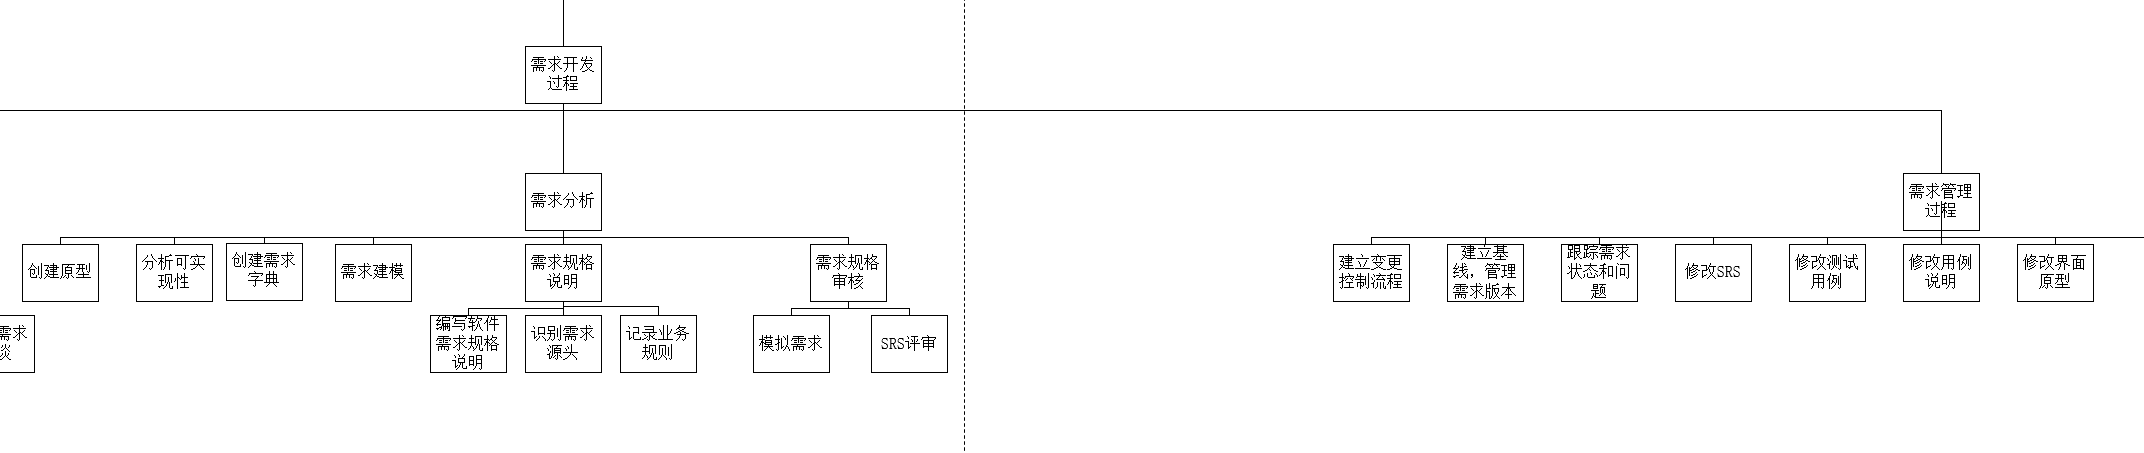 需求开发
过程
需求分析
需求管理
过程
创建原型
分析可实
现性
创建需求
字典
需求建模
需求规格
说明
需求规格
审核
建立变更
控制流程
建立基
线，管理
需求版本
跟踪需求
状态和问
题
修改SRS
修改测试
用例
修改用例
说明
修改界面
原型
需求
谈
编写软件
需求规格
说明
识别需求
源头
记录业务
规则
模拟需求
SRS评审